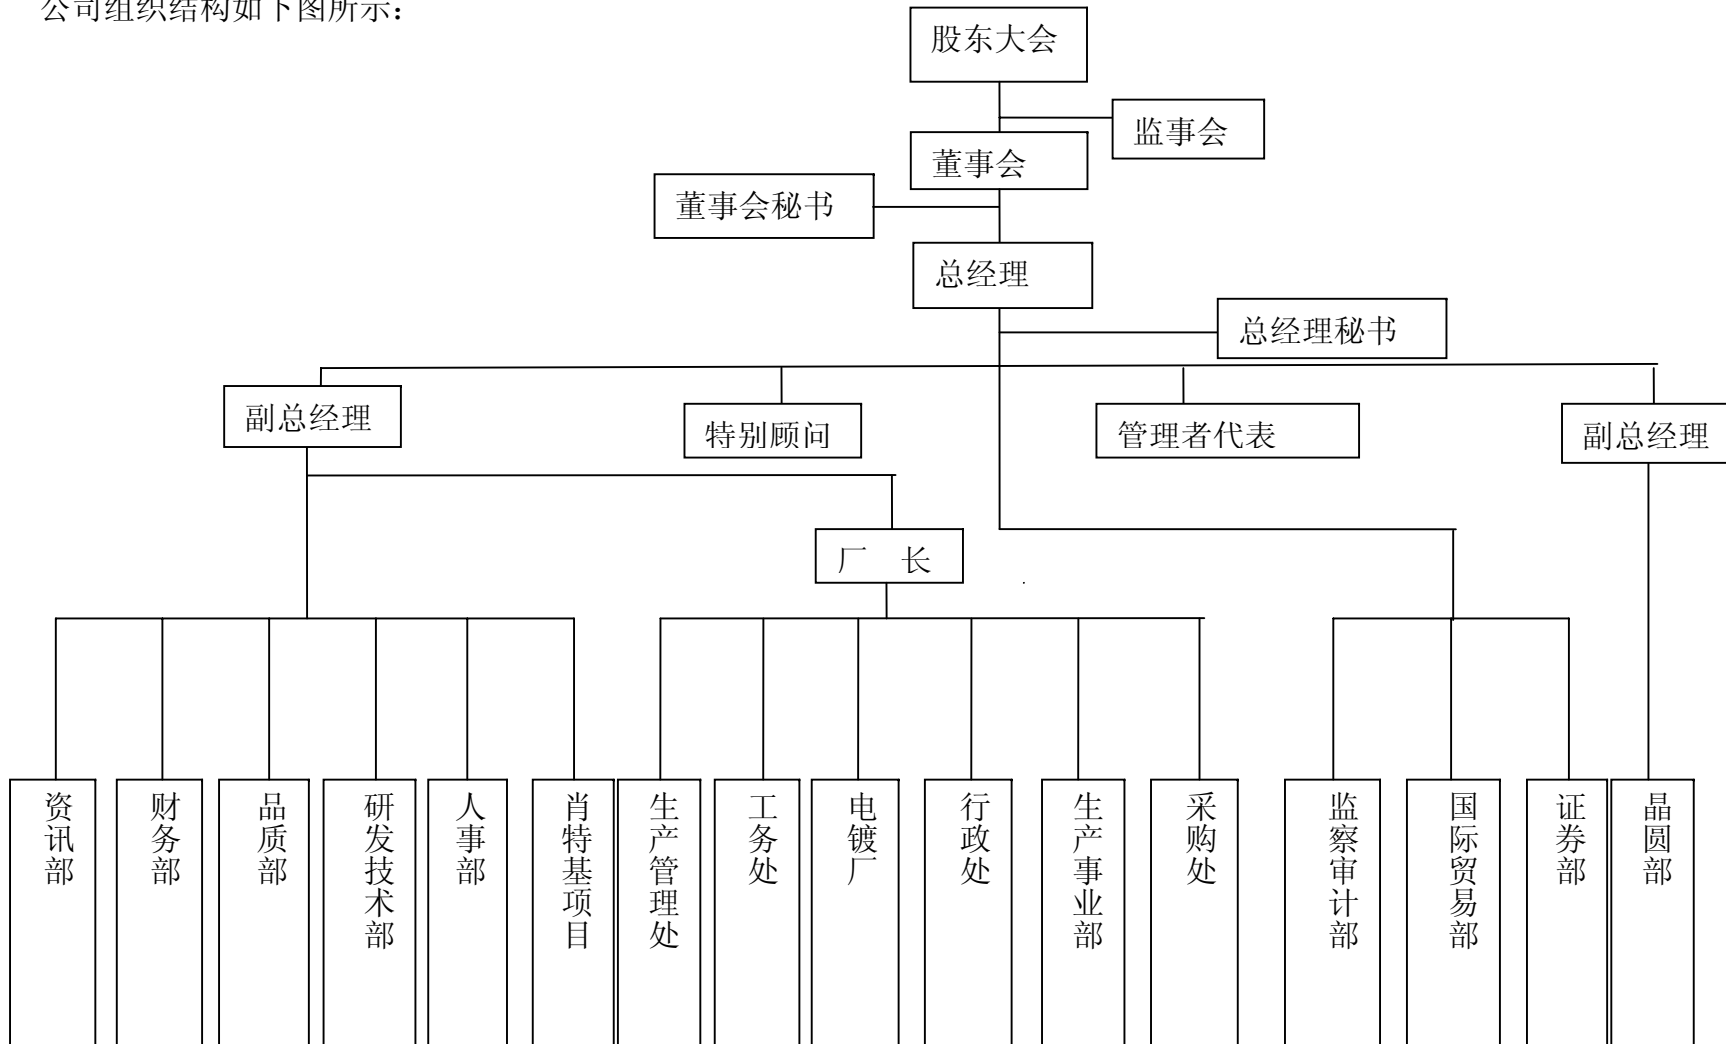 公司组织结构如下图所示：
股东大会
监事会
董事会
董事会秘书
总经理
总经理秘书
副总经理
特别顾问
管理者代表
副总经理
厂 长
资讯部
财务部
品质部
研发技术部
人事部
肖特基项目
生产管理处
工务处
电镀厂
行政处
生产事业部
采购处
监察审计部
国际贸易部
证券部
晶圆部